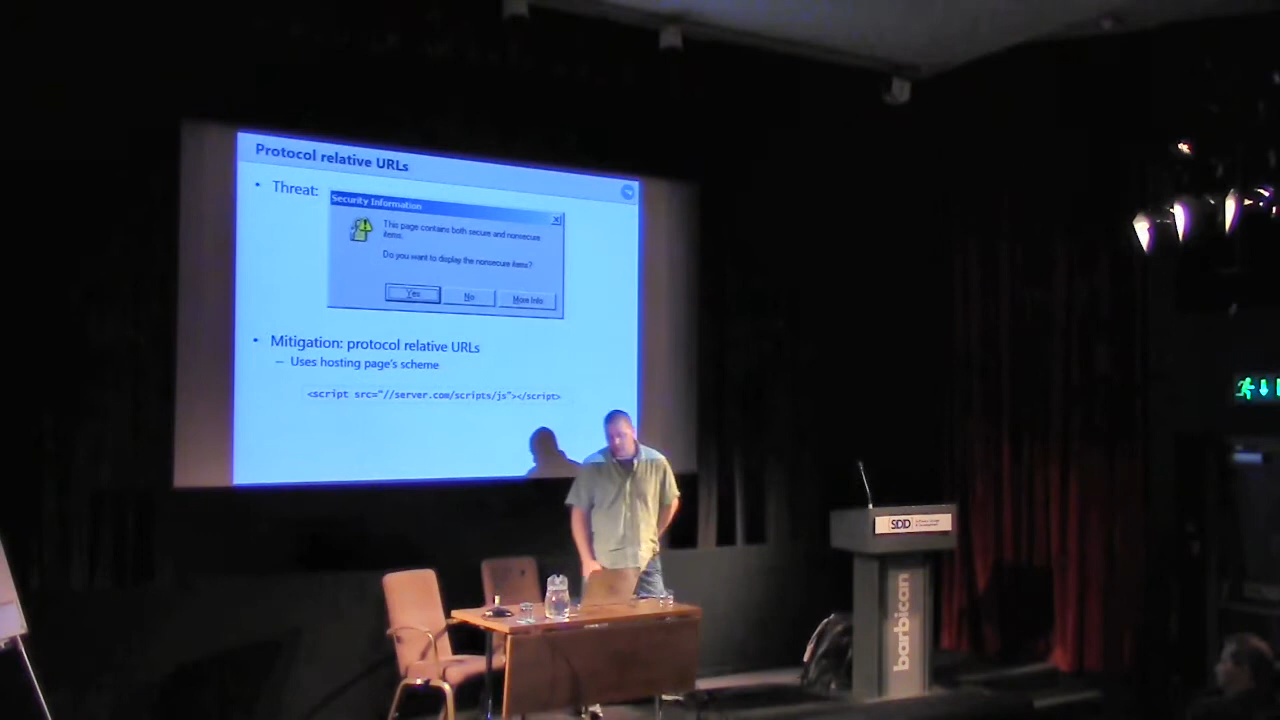 Protocol relative URLs
• Threat:
Security Information
This page contains both secure and nonsecure
items.
Do you want to display the nonsecure items?
Yes
No
More Info
• Mitigation: protocol relative URLs
– Uses hosting page's scheme
<script src="//server.com/scripts/js"></script>
SDD
barbican